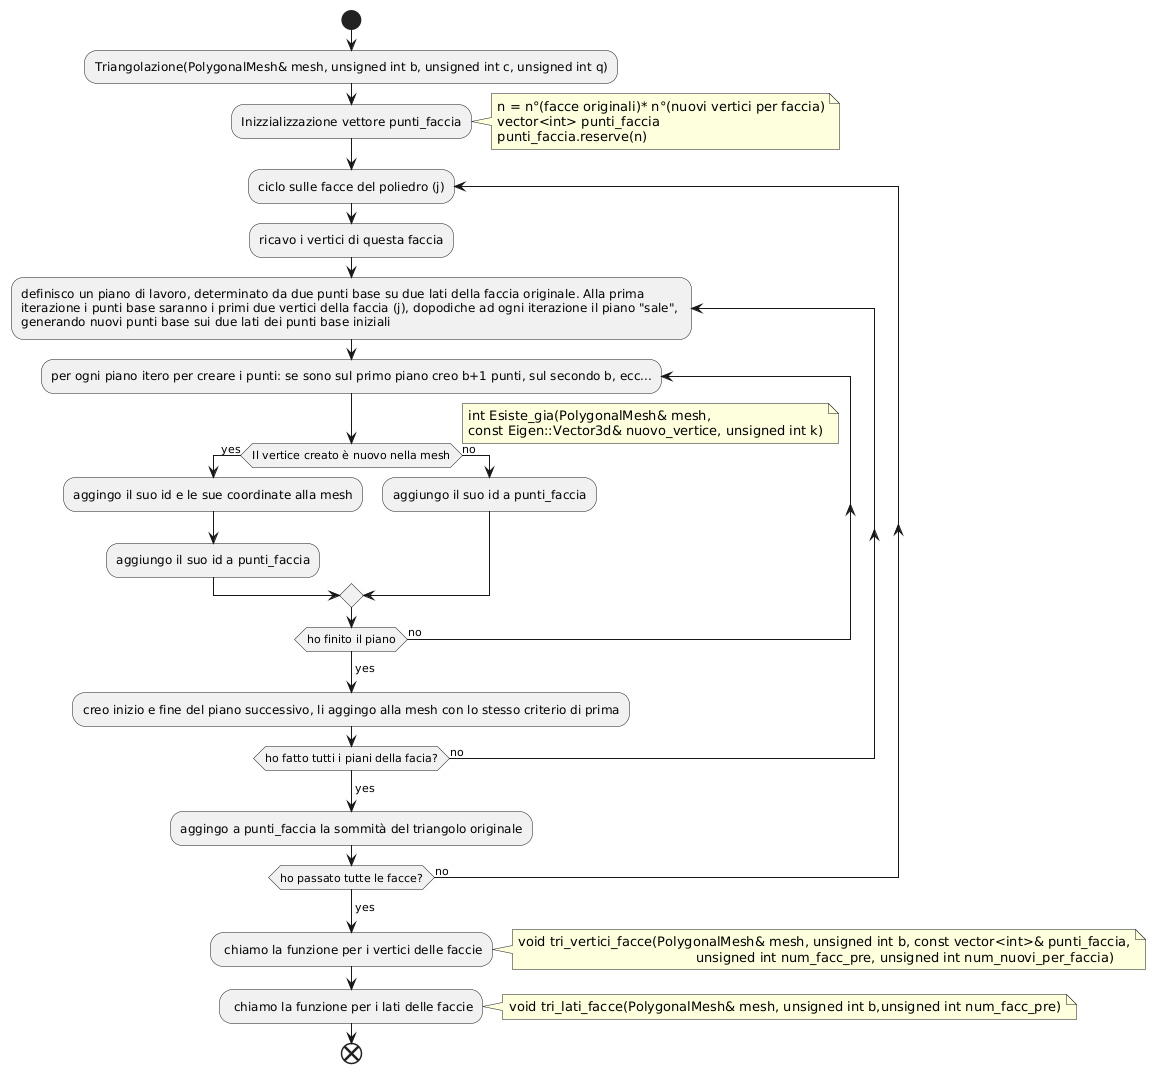 Triangolazione(PolygonalMesh& mesh, unsigned int b, unsigned int c, unsigned int q)
Inizzializzazione vettore punti_faccia
n = n°(facce originali)* n°(nuovi vertici per faccia)
vector<int> punti_faccia
punti_faccia.reserve(n)
ciclo sulle facce del poliedro (j)
ricavo i vertici di questa faccia
definisco un piano di lavoro, determinato da due punti base su due lati della faccia originale. Alla prima
iterazione i punti base saranno i primi due vertici della faccia (j), dopodiche ad ogni iterazione il piano "sale",
generando nuovi punti base sui due lati dei punti base iniziali
per ogni piano itero per creare i punti: se sono sul primo piano creo b+1 punti, sul secondo b, ecc...
int Esiste_gia(PolygonalMesh& mesh,
const Eigen::Vector3d& nuovo_vertice, unsigned int k)
yes
Il vertice creato è nuovo nella mesh
no
aggingo il suo id e le sue coordinate alla mesh
aggiungo il suo id a punti_faccia
aggiungo il suo id a punti_faccia
ho finito il piano
no
yes
creo inizio e fine del piano successivo, li aggingo alla mesh con lo stesso criterio di prima
ho fatto tutti i piani della facia?
no
yes
aggingo a punti_faccia la sommità del triangolo originale
ho passato tutte le facce?
no
yes
chiamo la funzione per i vertici delle faccie
void tri_vertici_facce(PolygonalMesh& mesh, unsigned int b, const vector<int>& punti_faccia,
unsigned int num_facc_pre, unsigned int num_nuovi_per_faccia)
chiamo la funzione per i lati delle faccie
void tri_lati_facce(PolygonalMesh& mesh, unsigned int b,unsigned int num_facc_pre)